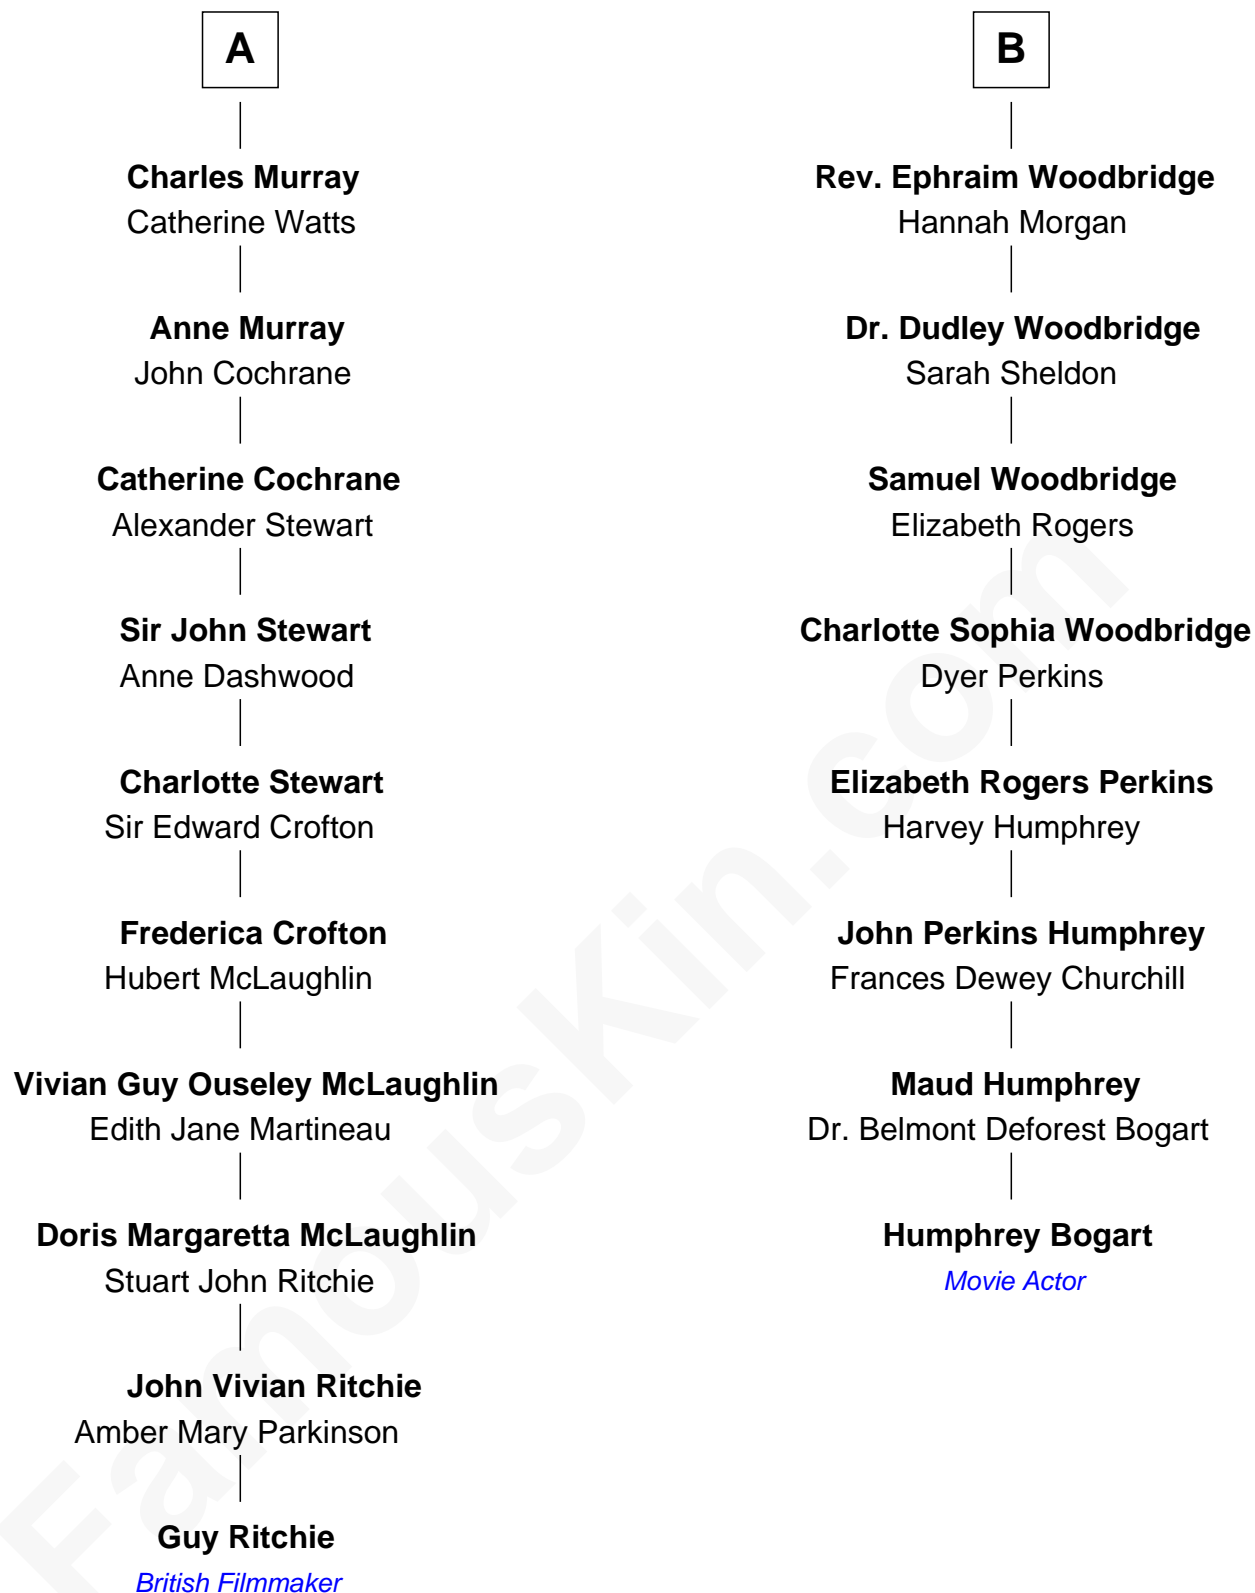 A
Charles Murray
Catherine Watts
Anne Murray
John Cochrane
Catherine Cochrane
Alexander Stewart
Sir John Stewart
Anne Dashwood
Charlotte Stewart
Sir Edward Crofton
Frederica Crofton
Hubert McLaughlin
Vivian Guy Ouseley McLaughlin
Edith Jane Martineau
Doris Margaretta McLaughlin
Stuart John Ritchie
John Vivian Ritchie
Amber Mary Parkinson
Guy Ritchie
British Filmmaker
B
Rev. Ephraim Woodbridge
Hannah Morgan
Dr. Dudley Woodbridge
Sarah Sheldon
Samuel Woodbridge
Elizabeth Rogers
Charlotte Sophia Woodbridge
Dyer Perkins
Elizabeth Rogers Perkins
Harvey Humphrey
John Perkins Humphrey
Frances Dewey Churchill
Maud Humphrey
Dr. Belmont Deforest Bogart
Humphrey Bogart
Movie Actor
FamousKin.com